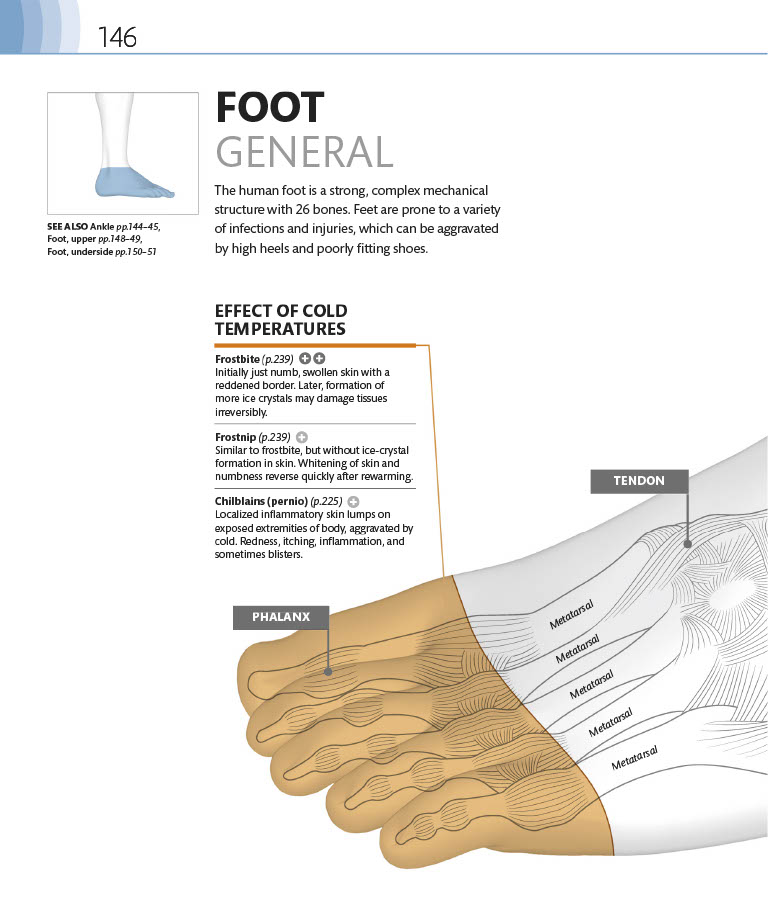 146
FOOT
GENERAL
The human foot is a strong, complex mechanical
structure with 26 bones. Feet are prone to a variety
of infections and injuries, which can be aggravated
by high heels and poorly fitting shoes.
SEE ALSO Ankle pp.144–45,
Foot, upper pp.148–49,
Foot, underside pp.150–51
EFFECT OF COLD
TEMPERATURES
Frostbite (p.239)
Initially just numb, swollen skin with a
reddened border. Later, formation of
more ice crystals may damage tissues
irreversibly.
Frostnip (p.239)
Similar to frostbite, but without ice-crystal
formation in skin. Whitening of skin and
numbness reverse quickly after rewarming.
Chilblains (pernio) (p.225)
Localized inflammatory skin lumps on
exposed extremities of body, aggravated by
cold. Redness, itching, inflammation, and
sometimes blisters.
TENDON
PHALANX
Metatarsal
Metatarsal
Metatarsal
Metatarsal
Metatarsal